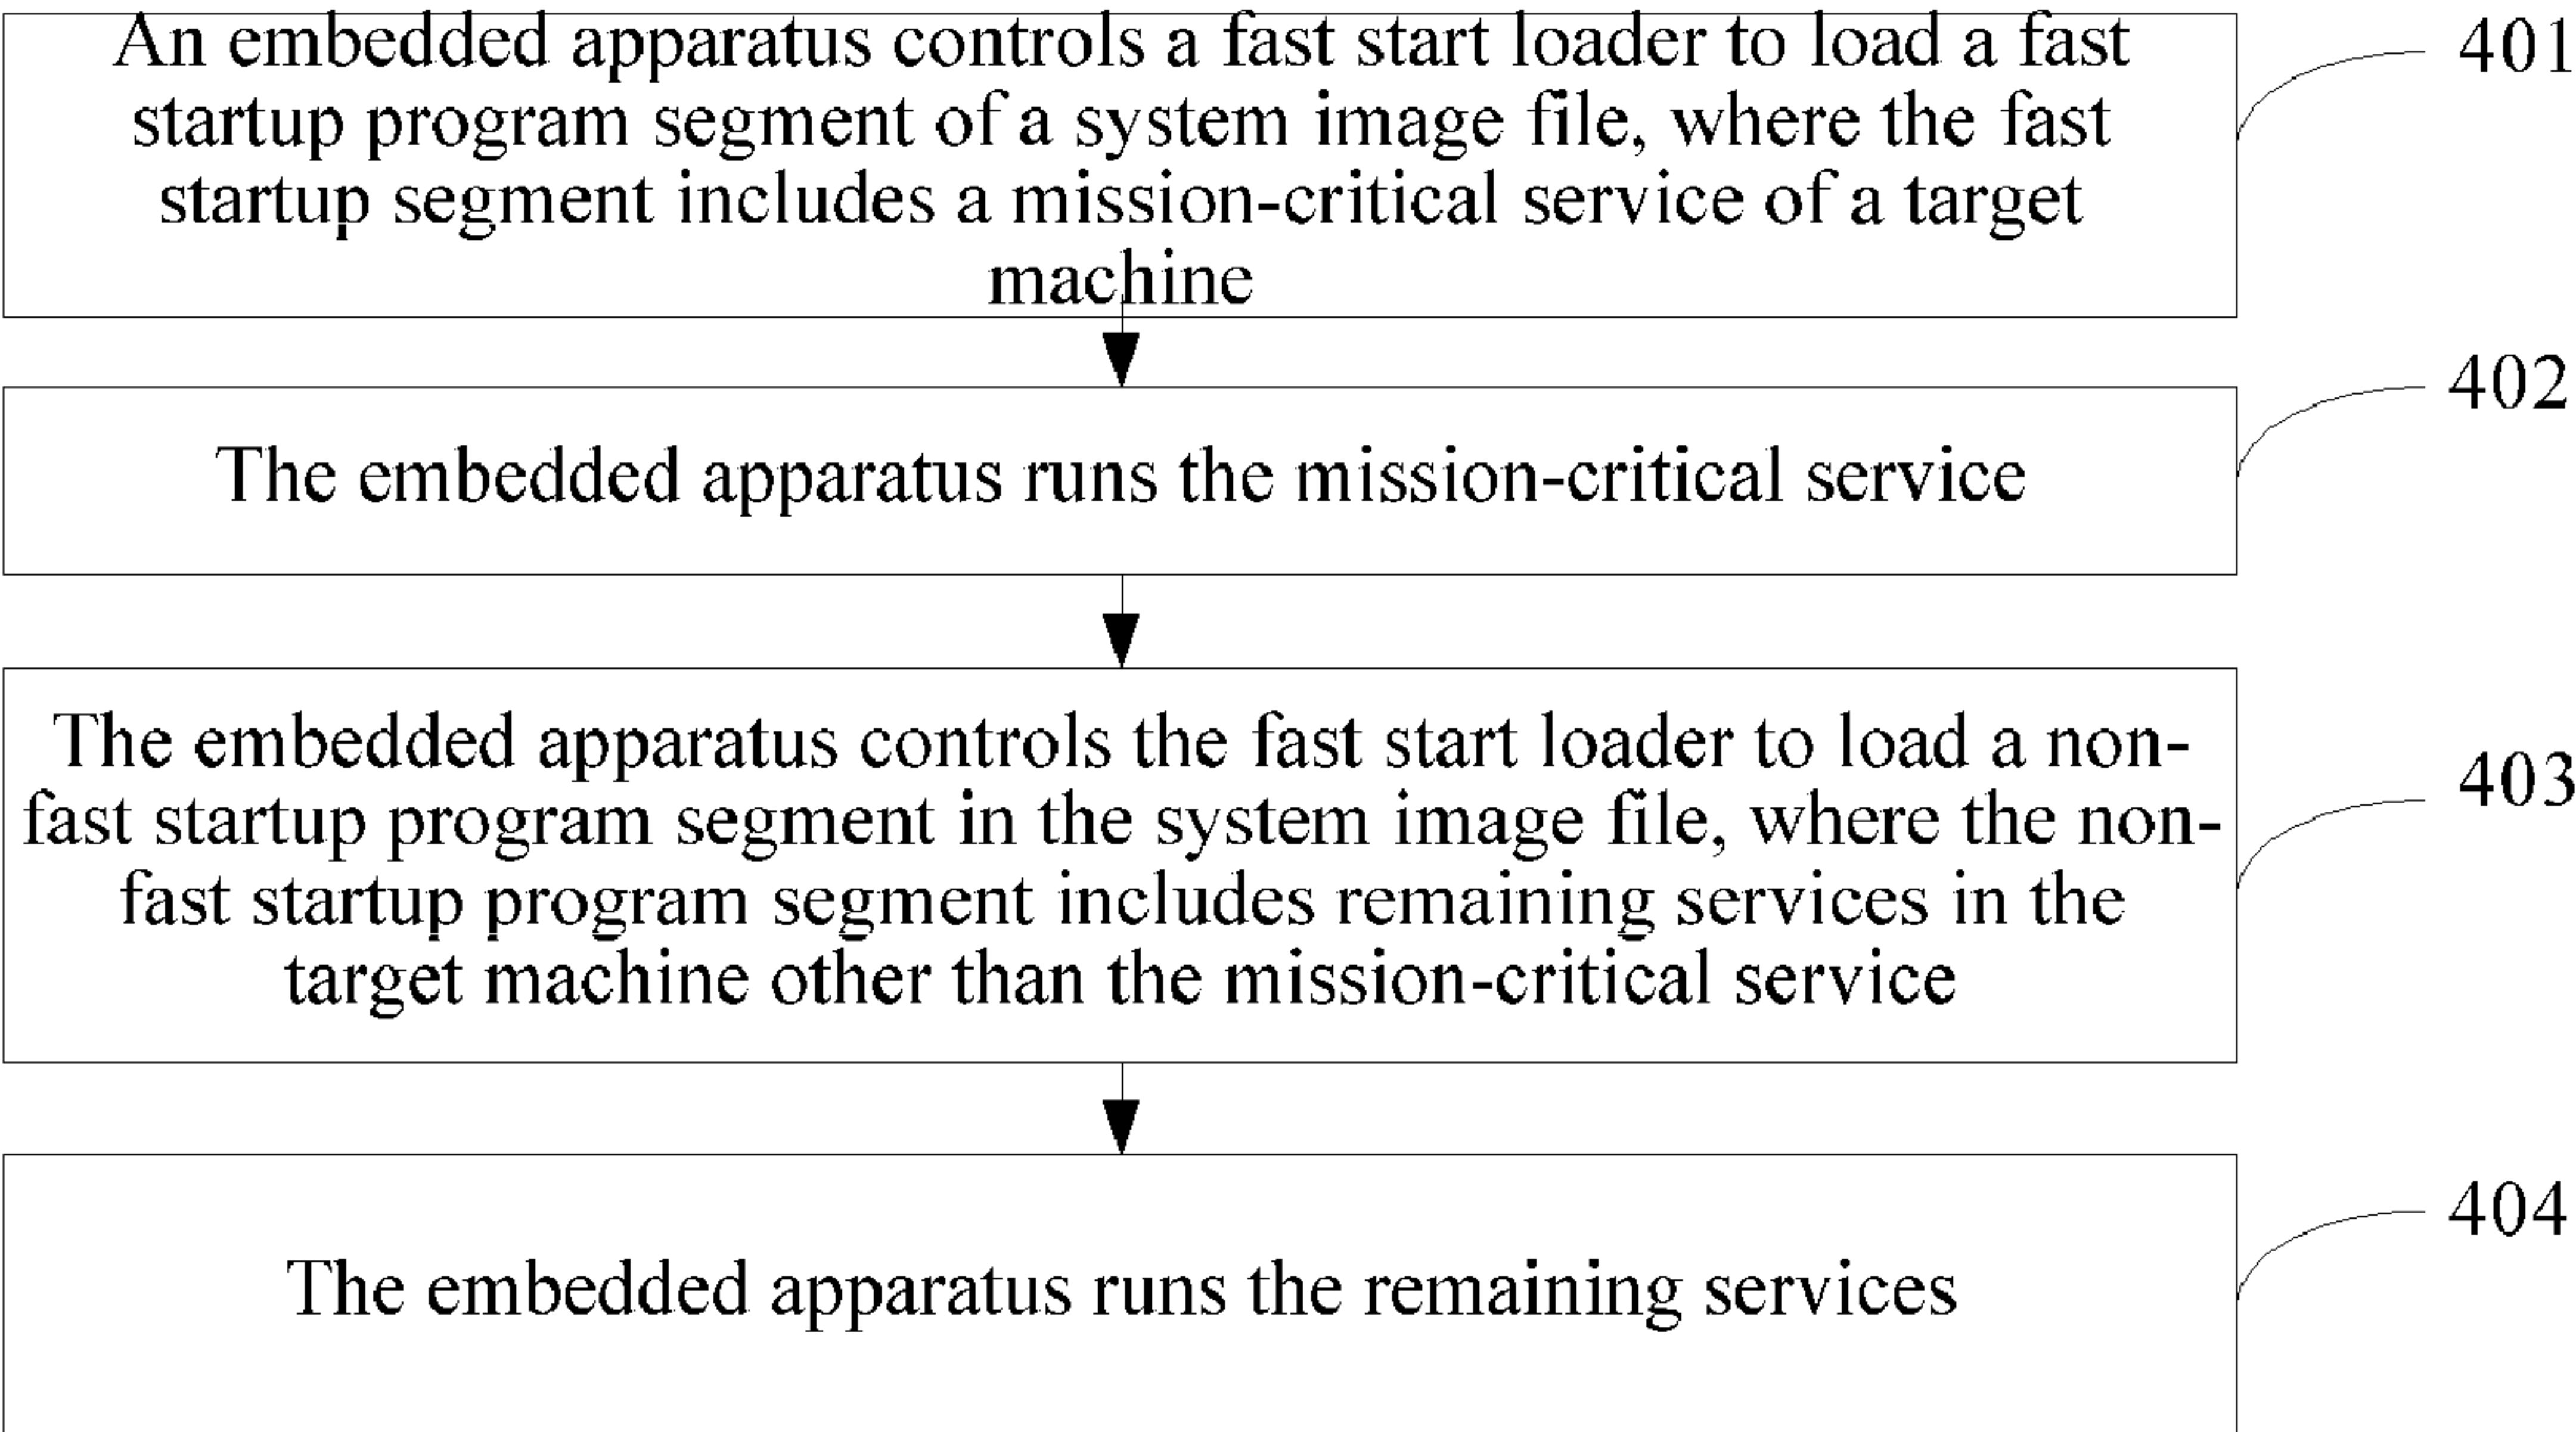 An embedded apparatus controls a fast start loader to load a fast
startup program segment of a system image file, where the fast
startup segment includes a mission-critical service of a target
machine
401
The embedded apparatus runs the mission-critical service
402
The embedded apparatus controls the fast start loader to load a non-
fast startup program segment in the system image file, where the non-
fast startup program segment includes remaining services in the
target machine other than the mission-critical service
403
The embedded apparatus runs the remaining services
404